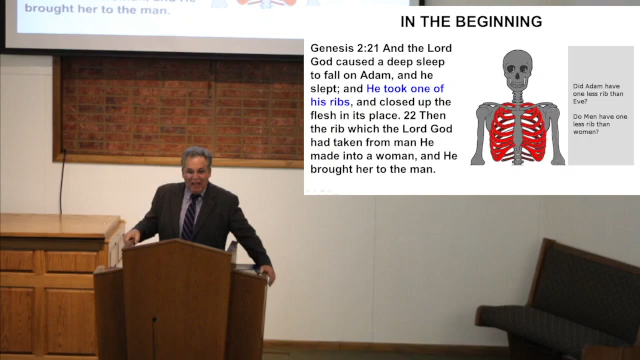 brought her to the man.
IN THE BEGINNING
Genesis 2:21 And the Lord
God caused a deep sleep
to fall on Adam, and he
slept; and He took one of
his ribs, and closed up the
flesh in its place. 22 Then
the rib which the Lord God
had taken from man He
made into a woman, and He
brought her to the man.
Did Adam have
one less rib than
Eve?
Do Men have one
less rib than
women?